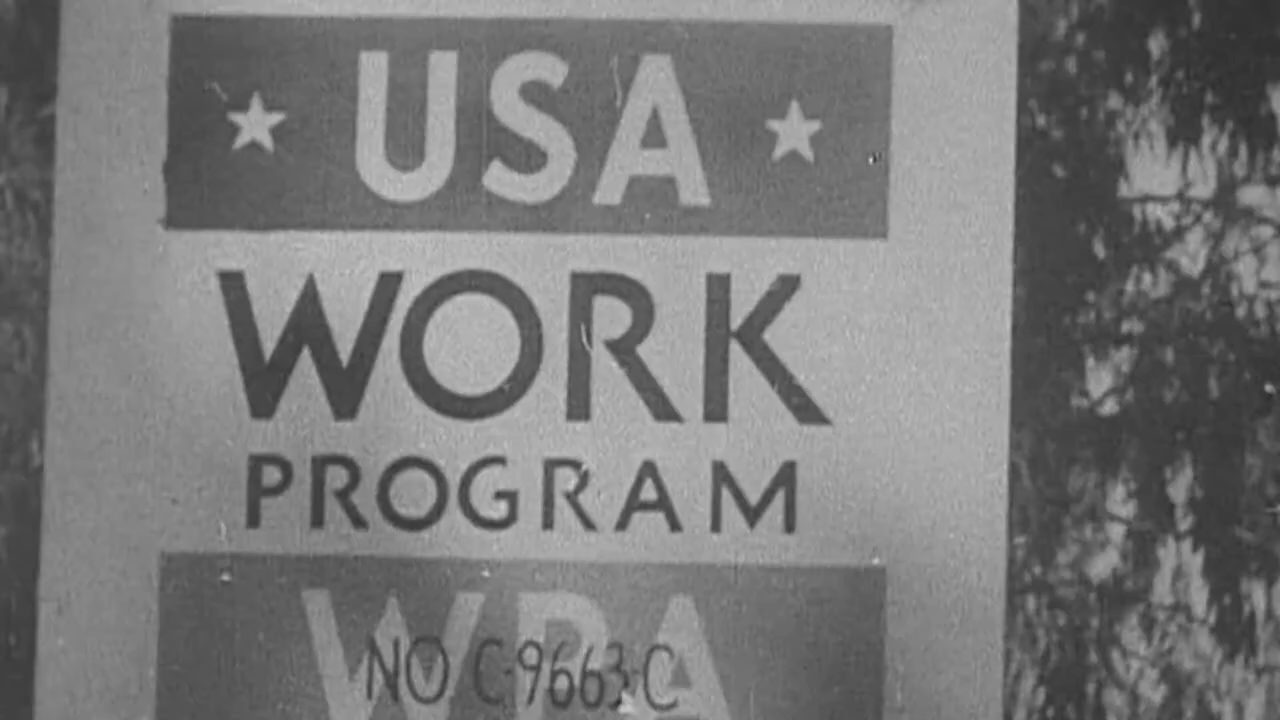 ★ USA ★
WORK
PROGRAM
WPA
NO C-9663-C